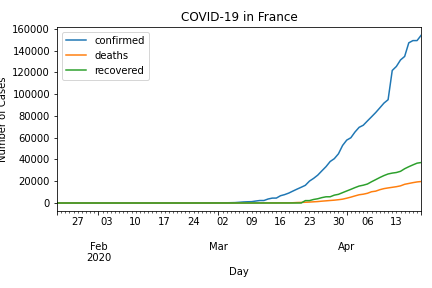 COVID-19 in France
confirmed
deaths
recovered
160000
140000
120000
100000
80000
60000
40000
20000
0
Number of Cases
27 03 10 17 24 02 09 16 23 30 06 13
Feb Mar Apr
2020
Day